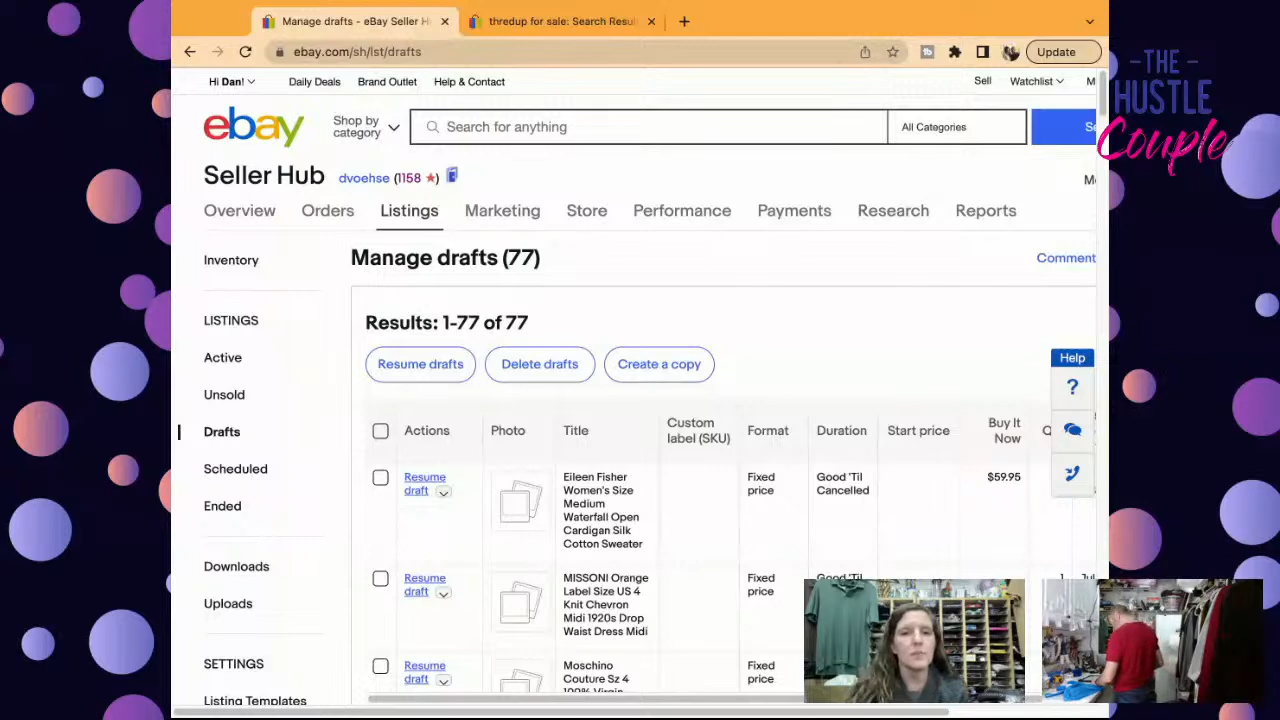 Manage drafts - eBay Seller H
thredup for sale: Search Resul
ebay.com/sh/lst/drafts
Update
Hi Dan!
Daily Deals
Brand Outlet
Help & Contact
Sell
Watchlist
M
-THE-
HUSTLE
Couple
ebay
Shop by
category
Search for anything
All Categories
Se
Seller Hub
dvoehse (1158 ★)
Overview
Orders
Listings
Marketing
Store
Performance
Payments
Research
Reports
Inventory
LISTINGS
Active
Unsold
Drafts
Scheduled
Ended
Downloads
Uploads
SETTINGS
Listing Templates
Manage drafts (77)
Comment
Results: 1-77 of 77
Resume drafts
Delete drafts
Create a copy
Help
?
Actions
Photo
Title
Custom
label (SKU)
Format
Duration
Start price
Buy It
Now
Resume
draft
Eileen Fisher
Women's Size
Medium
Waterfall Open
Cardigan Silk
Cotton Sweater
Fixed
price
Good 'Til
Cancelled
$59.95
Resume
draft
MISSONI Orange
Label Size US 4
Knit Chevron
Midi 1920s Drop
Waist Dress Midi
Fixed
price
Good 'Til
1
Jul
Resume
draft
Moschino
Couture Sz 4
100% Virgin
Fixed
price